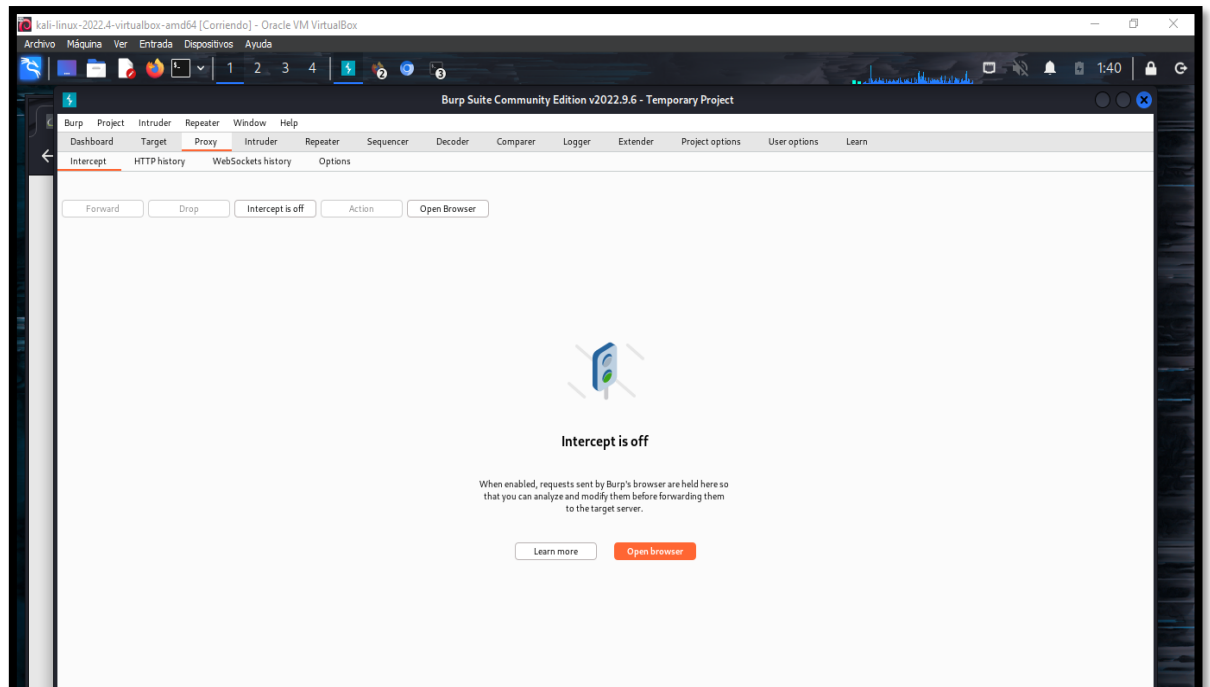 kali-linux-2022.4-virtualbox-amd64 [Corriendo] - Oracle VM VirtualBox
Archivo Máquina Ver Entrada Dispositivos Ayuda
1 2 3 4 2 3 1:40
Burp Suite Community Edition v2022.9.6 - Temporary Project
Burp Project Intruder Repeater Window Help
Dashboard Target Proxy Intruder Repeater Sequencer Decoder Comparer Logger Extender Project options User options Learn
Intercept HTTP history WebSockets history Options
Forward Drop Intercept is off Action Open Browser
Intercept is off
When enabled, requests sent by Burp's browser are held here so
that you can analyze and modify them before forwarding them
to the target server.
Learn more Open browser